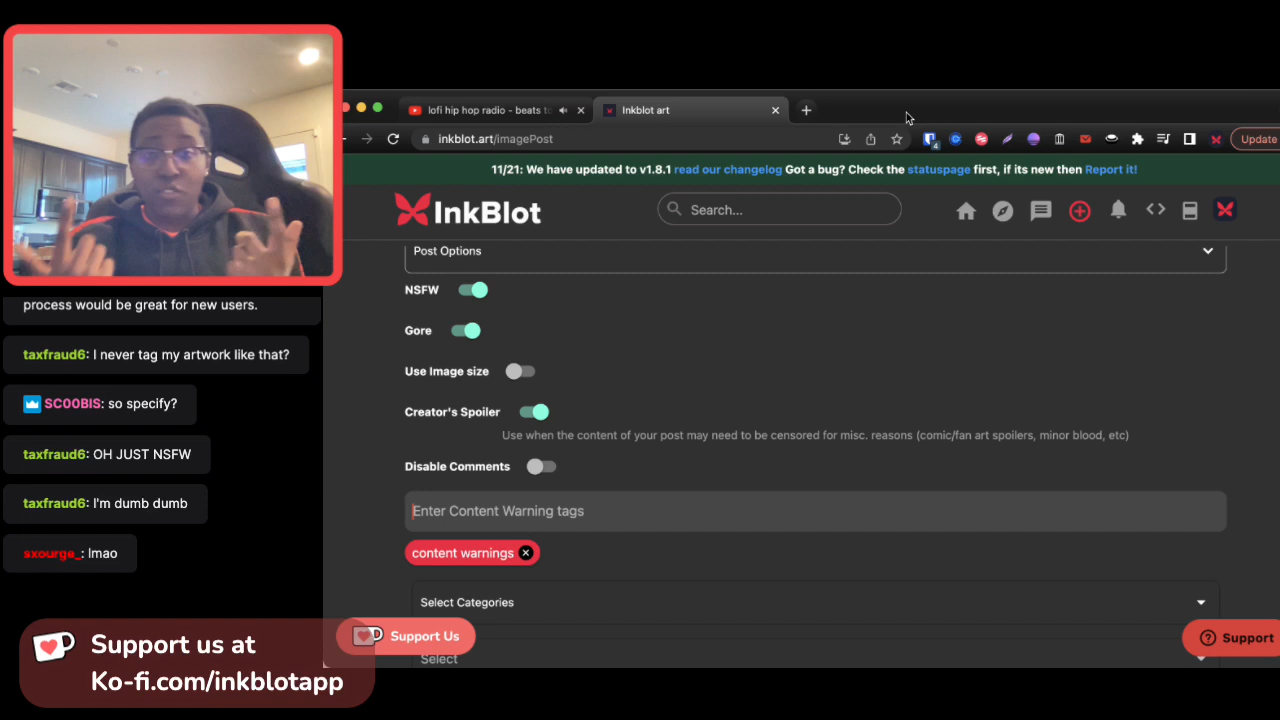 lofi hip hop radio - beats to
Inkblot art
inkblot.art/imagePost
4
Update
11/21: We have updated to v1.8.1 read our changelog Got a bug? Check the statuspage first, if its new then Report it!
InkBlot
Search...
Post Options
NSFW
Gore
Use Image size
Creator's Spoiler
Use when the content of your post may need to be censored for misc. reasons (comic/fan art spoilers, minor blood, etc)
Disable Comments
Enter Content Warning tags
content warnings
Select Categories
Support Us
Support
Select
process would be great for new users.
taxfraud6: I never tag my artwork like that?
SC00BIS: so specify?
taxfraud6: OH JUST NSFW
taxfraud6: I'm dumb dumb
sxourge_: lmao
Support us at
Ko-fi.com/inkblotapp